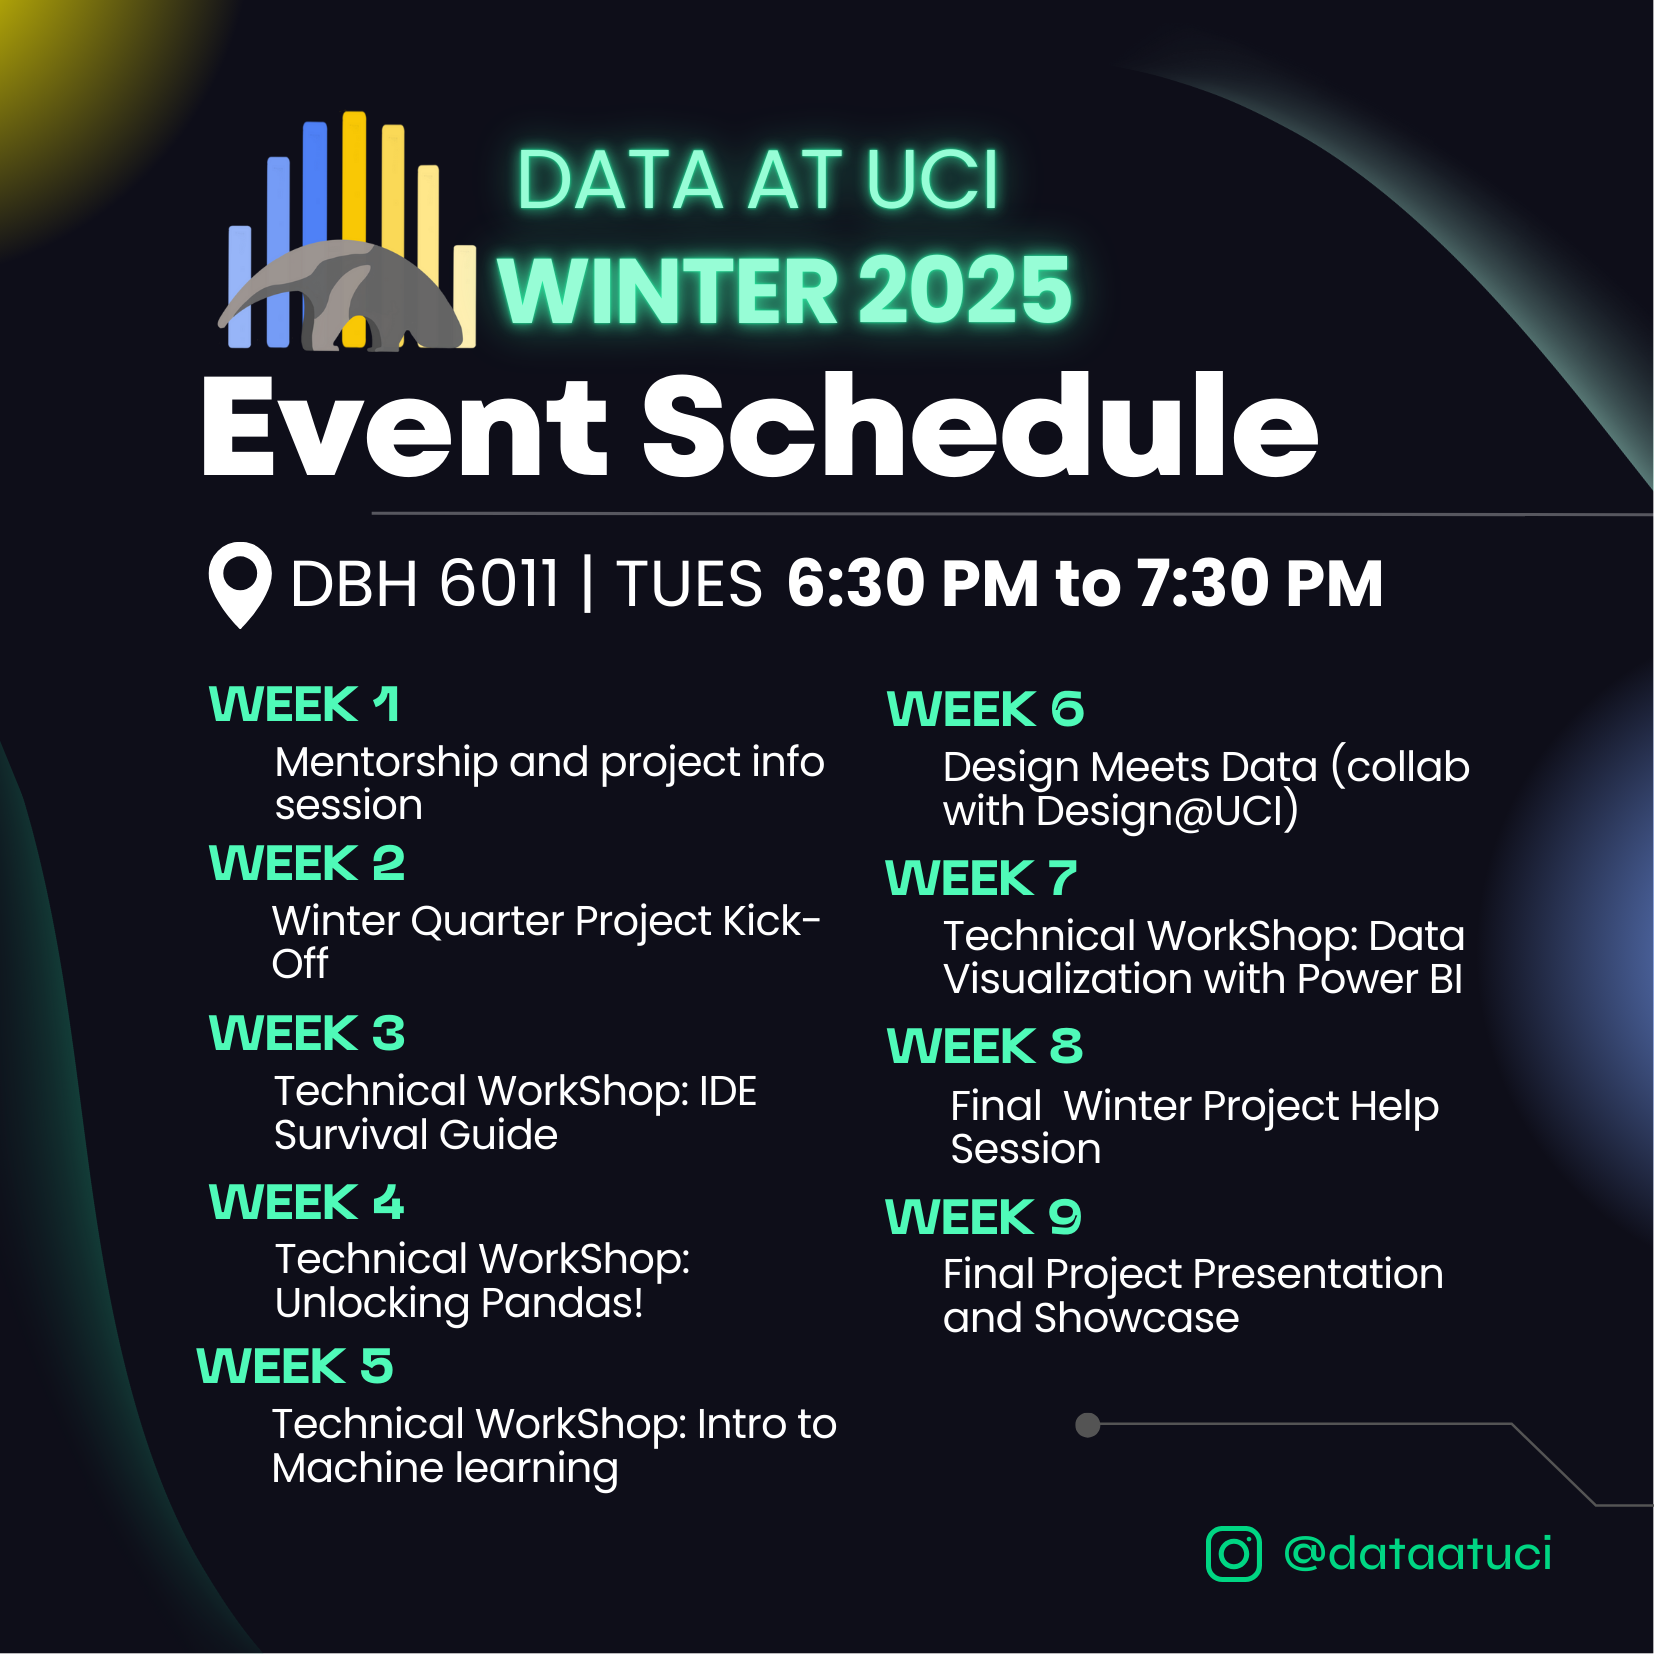 DATA AT UCI
WINTER 2025
Event Schedule
DBH 6011 | TUES 6:30 PM to 7:30 PM
WEEK 1
Mentorship and project info
session
WEEK 2
Winter Quarter Project Kick-
Off
WEEK 3
Technical WorkShop: IDE
Survival Guide
WEEK 4
Technical WorkShop:
Unlocking Pandas!
WEEK 5
Technical WorkShop: Intro to
Machine learning
WEEK 6
Design Meets Data (collab
with Design@UCI)
WEEK 7
Technical WorkShop: Data
Visualization with Power BI
WEEK 8
Final  Winter Project Help
Session
WEEK 9
Final Project Presentation
and Showcase
@dataatuci